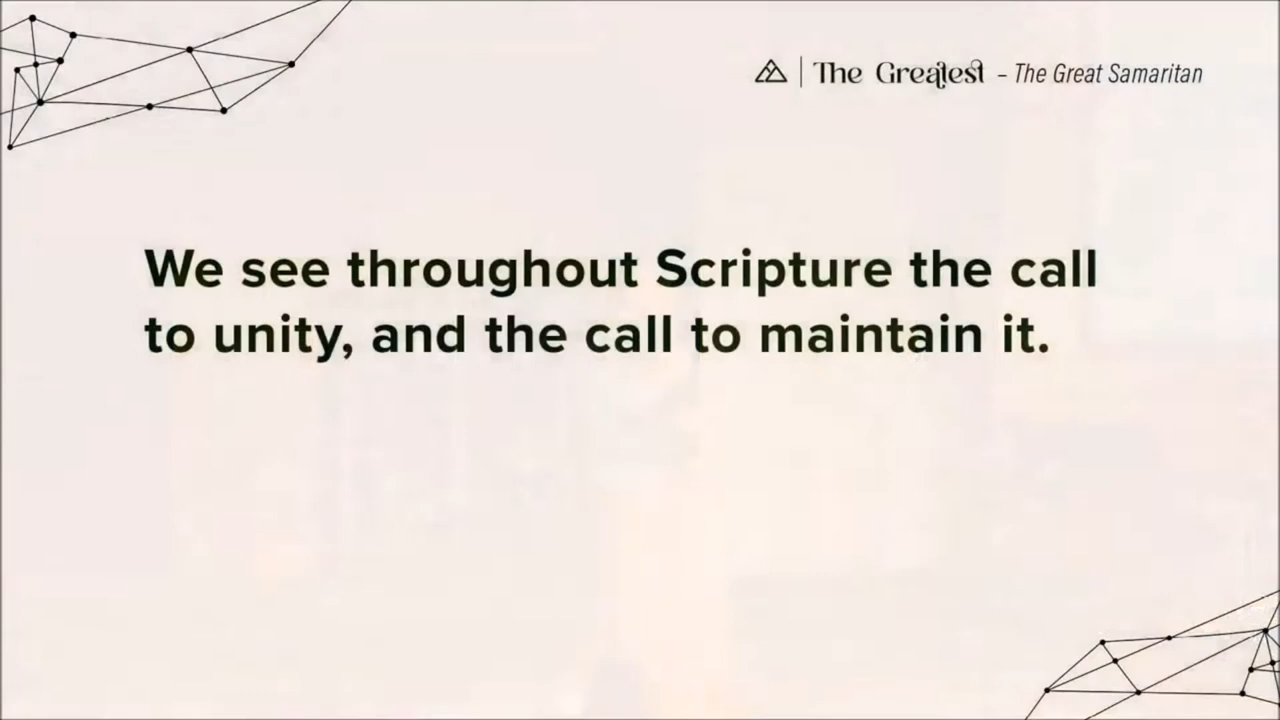 The Greatest – The Great Samaritan
We see throughout Scripture the call
to unity, and the call to maintain it.